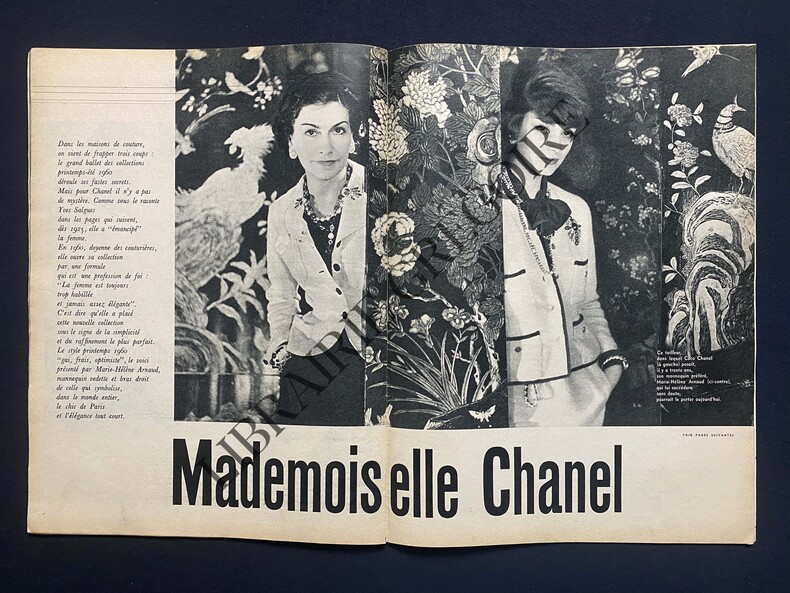 Dans les maisons de couture,
on vient de frapper trois coups :
le grand ballet des collections
printemps-été 1960
déroule ses fastes secrets.
Mais pour Chanel il n'y a pas
de mystère. Comme vous le raconte
Yves Salgues
dans les pages qui suivent,
dès 1925, elle a "émancipé"
la femme.
En 1960, doyenne des couturières,
elle ouvre sa collection
par une formule
qui est une profession de foi :
"La femme est toujours
trop habillée
et jamais assez élégante".
C'est dire qu'elle a placé
cette nouvelle collection
sous le signe de la simplicité
et du raffinement le plus parfait.
Le style printemps 1960
"gai, frais, optimiste", le voici
présenté par Marie-Hélène Arnaud,
mannequin vedette et bras droit
de celle qui symbolise,
dans le monde entier,
le chic de Paris
et l'élégance tout court.
Ce tailleur,
dans lequel Coco Chanel
(à gauche) posait,
il y a trente ans,
son mannequin préféré,
Marie-Hélène Arnaud (ci-contre),
qui lui succédera
sans doute,
pourrait le porter aujourd'hui.
VOIR PAGES SUIVANTES
Mademoiselle Chanel
LIBRAIRIE GREGOIRE